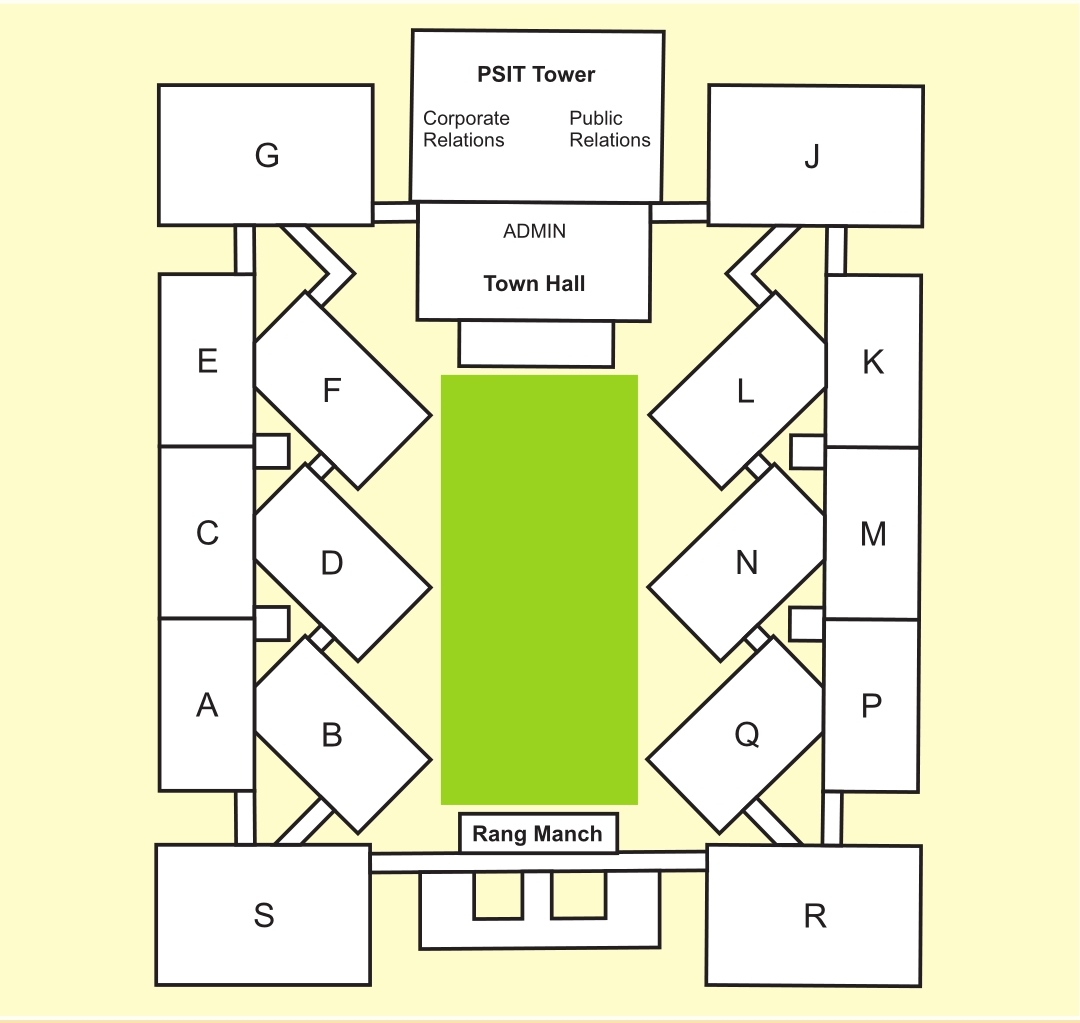 PSIT Tower
Corporate Relations
Public Relations
G
J
ADMIN
Town Hall
E
F
L
K
C
D
N
M
A
B
Q
P
Rang Manch
S
R